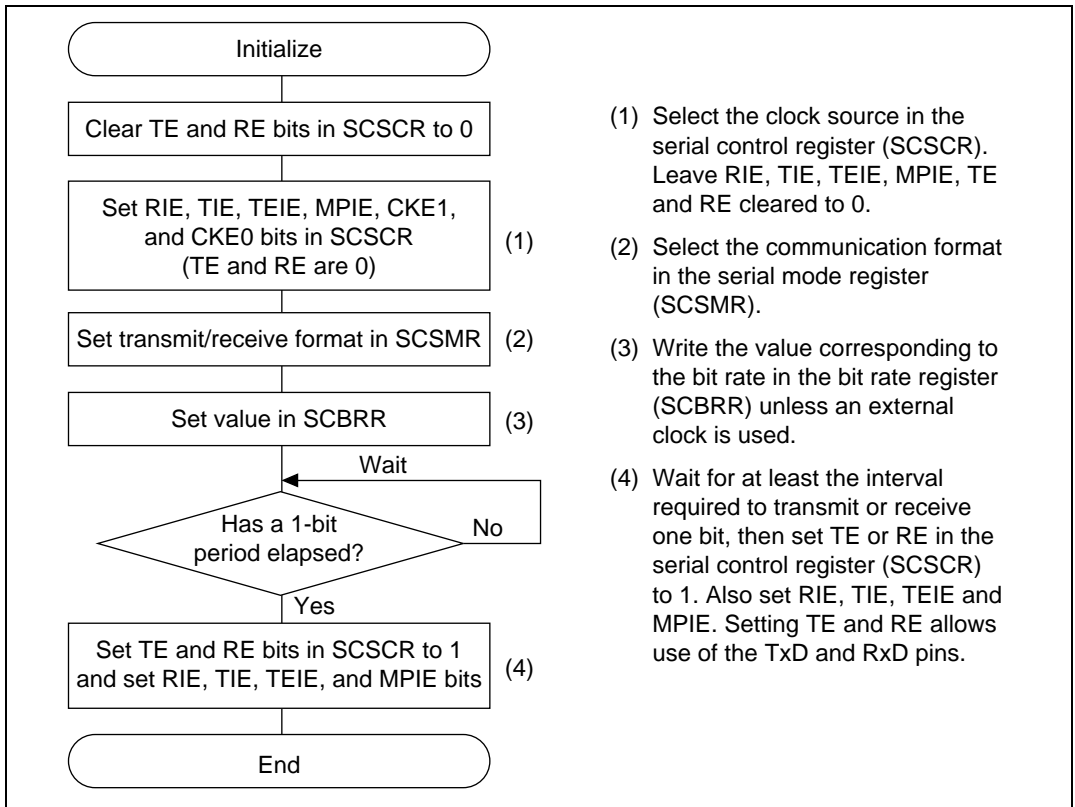 Initialize
Clear TE and RE bits in SCSCR to 0
Set RIE, TIE, TEIE, MPIE, CKE1,
and CKE0 bits in SCSCR
(TE and RE are 0)
(1)
Set transmit/receive format in SCSMR
(2)
Set value in SCBRR
(3)
Wait
Has a 1-bit
period elapsed?
No
Yes
Set TE and RE bits in SCSCR to 1
and set RIE, TIE, TEIE, and MPIE bits
(4)
End
(1) Select the clock source in the
serial control register (SCSCR).
Leave RIE, TIE, TEIE, MPIE, TE
and RE cleared to 0.
(2) Select the communication format
in the serial mode register
(SCSMR).
(3) Write the value corresponding to
the bit rate in the bit rate register
(SCBRR) unless an external
clock is used.
(4) Wait for at least the interval
required to transmit or receive
one bit, then set TE or RE in the
serial control register (SCSCR)
to 1. Also set RIE, TIE, TEIE and
MPIE. Setting TE and RE allows
use of the TxD and RxD pins.